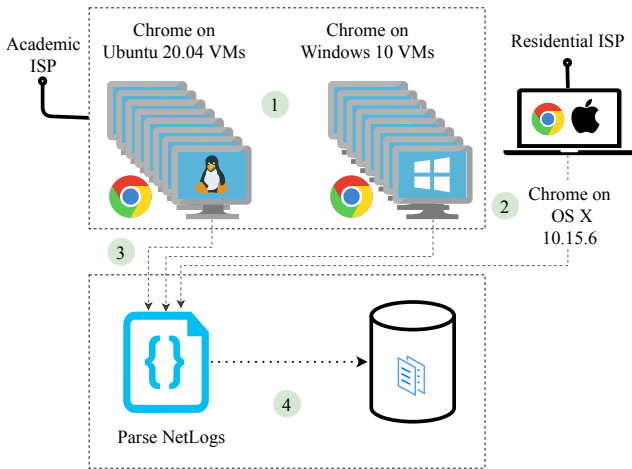 Academic
ISP
Chrome on
Ubuntu 20.04 VMs
Chrome on
Windows 10 VMs
Residential ISP
1
2
Chrome on
OS X
10.15.6
3
{ }
4
Parse NetLogs